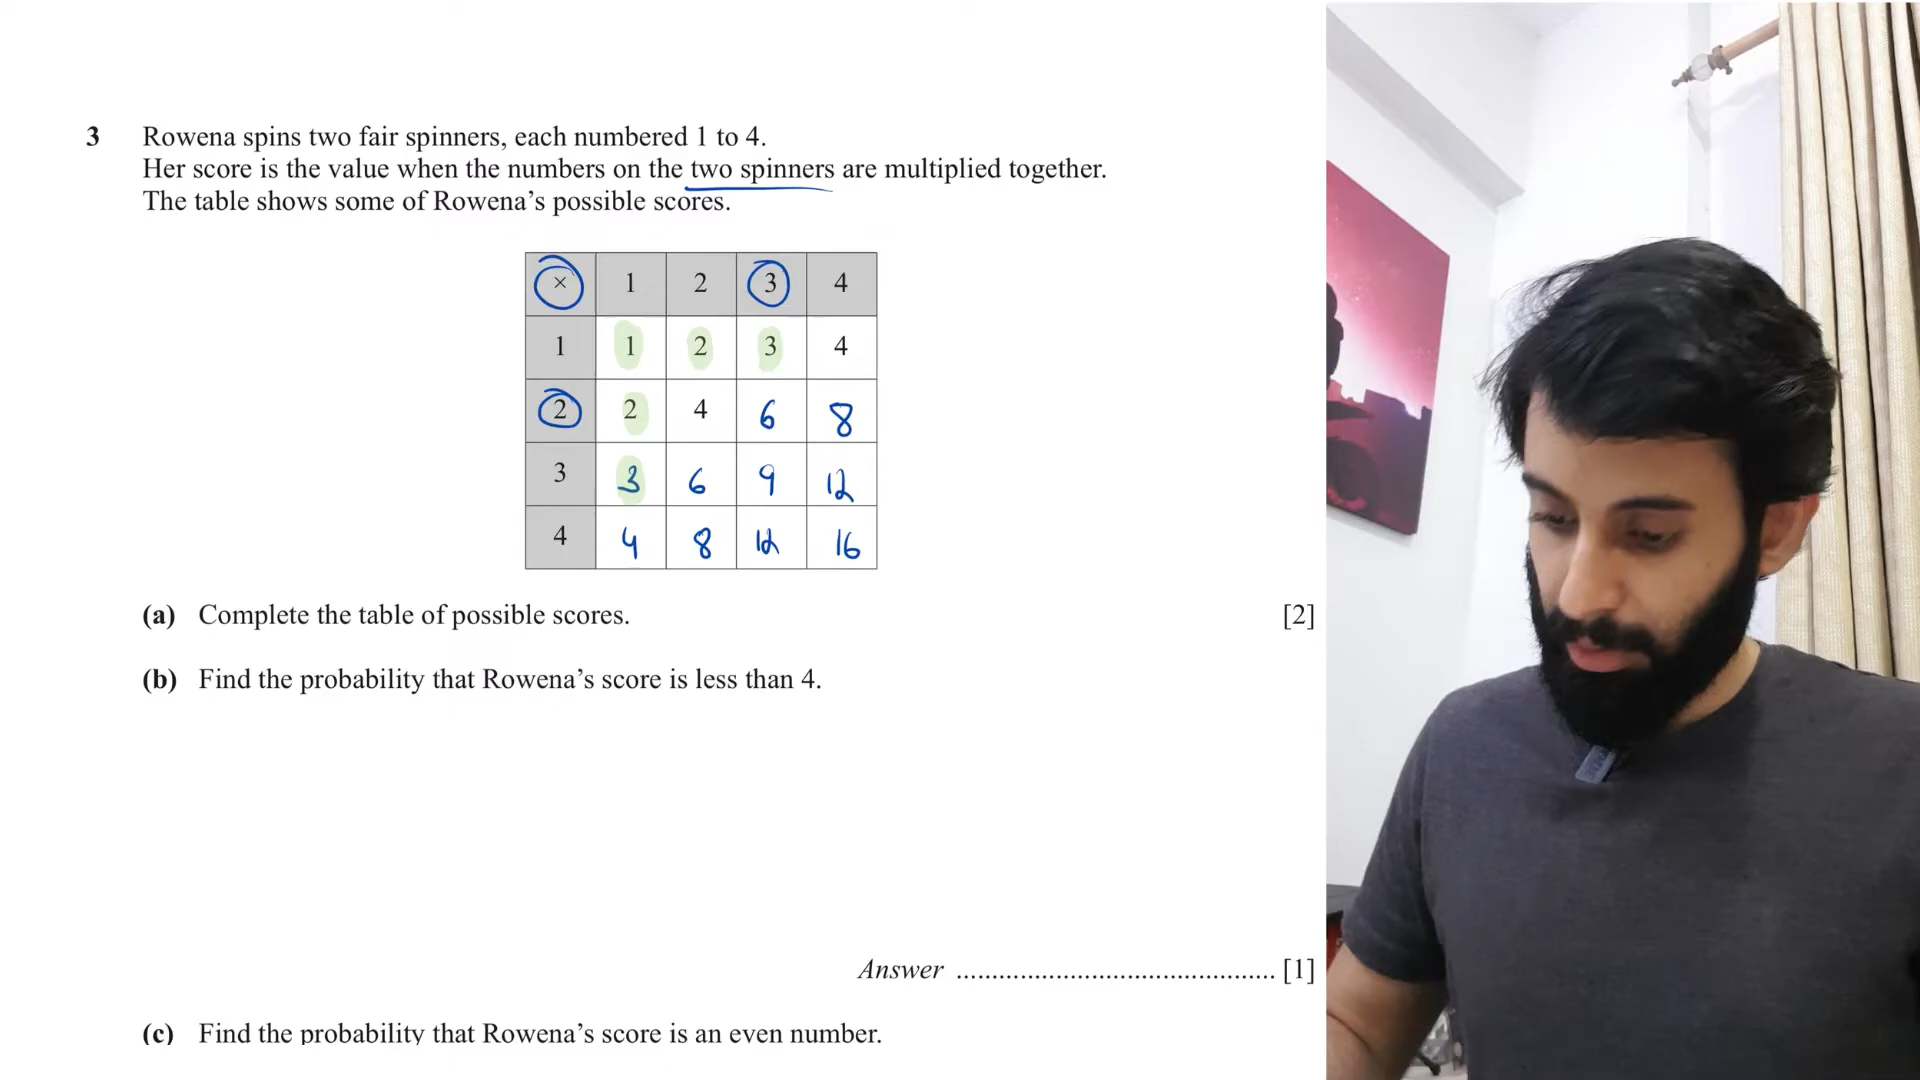 3 Rowena spins two fair spinners, each numbered 1 to 4.
Her score is the value when the numbers on the two spinners are multiplied together.
The table shows some of Rowena's possible scores.
× 1 2 3 4
1 1 2 3 4
2 2 4 6 8
3 3 6 9 12
4 4 8 12 16
(a) Complete the table of possible scores. [2]
(b) Find the probability that Rowena's score is less than 4.
Answer ............................................. [1]
(c) Find the probability that Rowena's score is an even number.